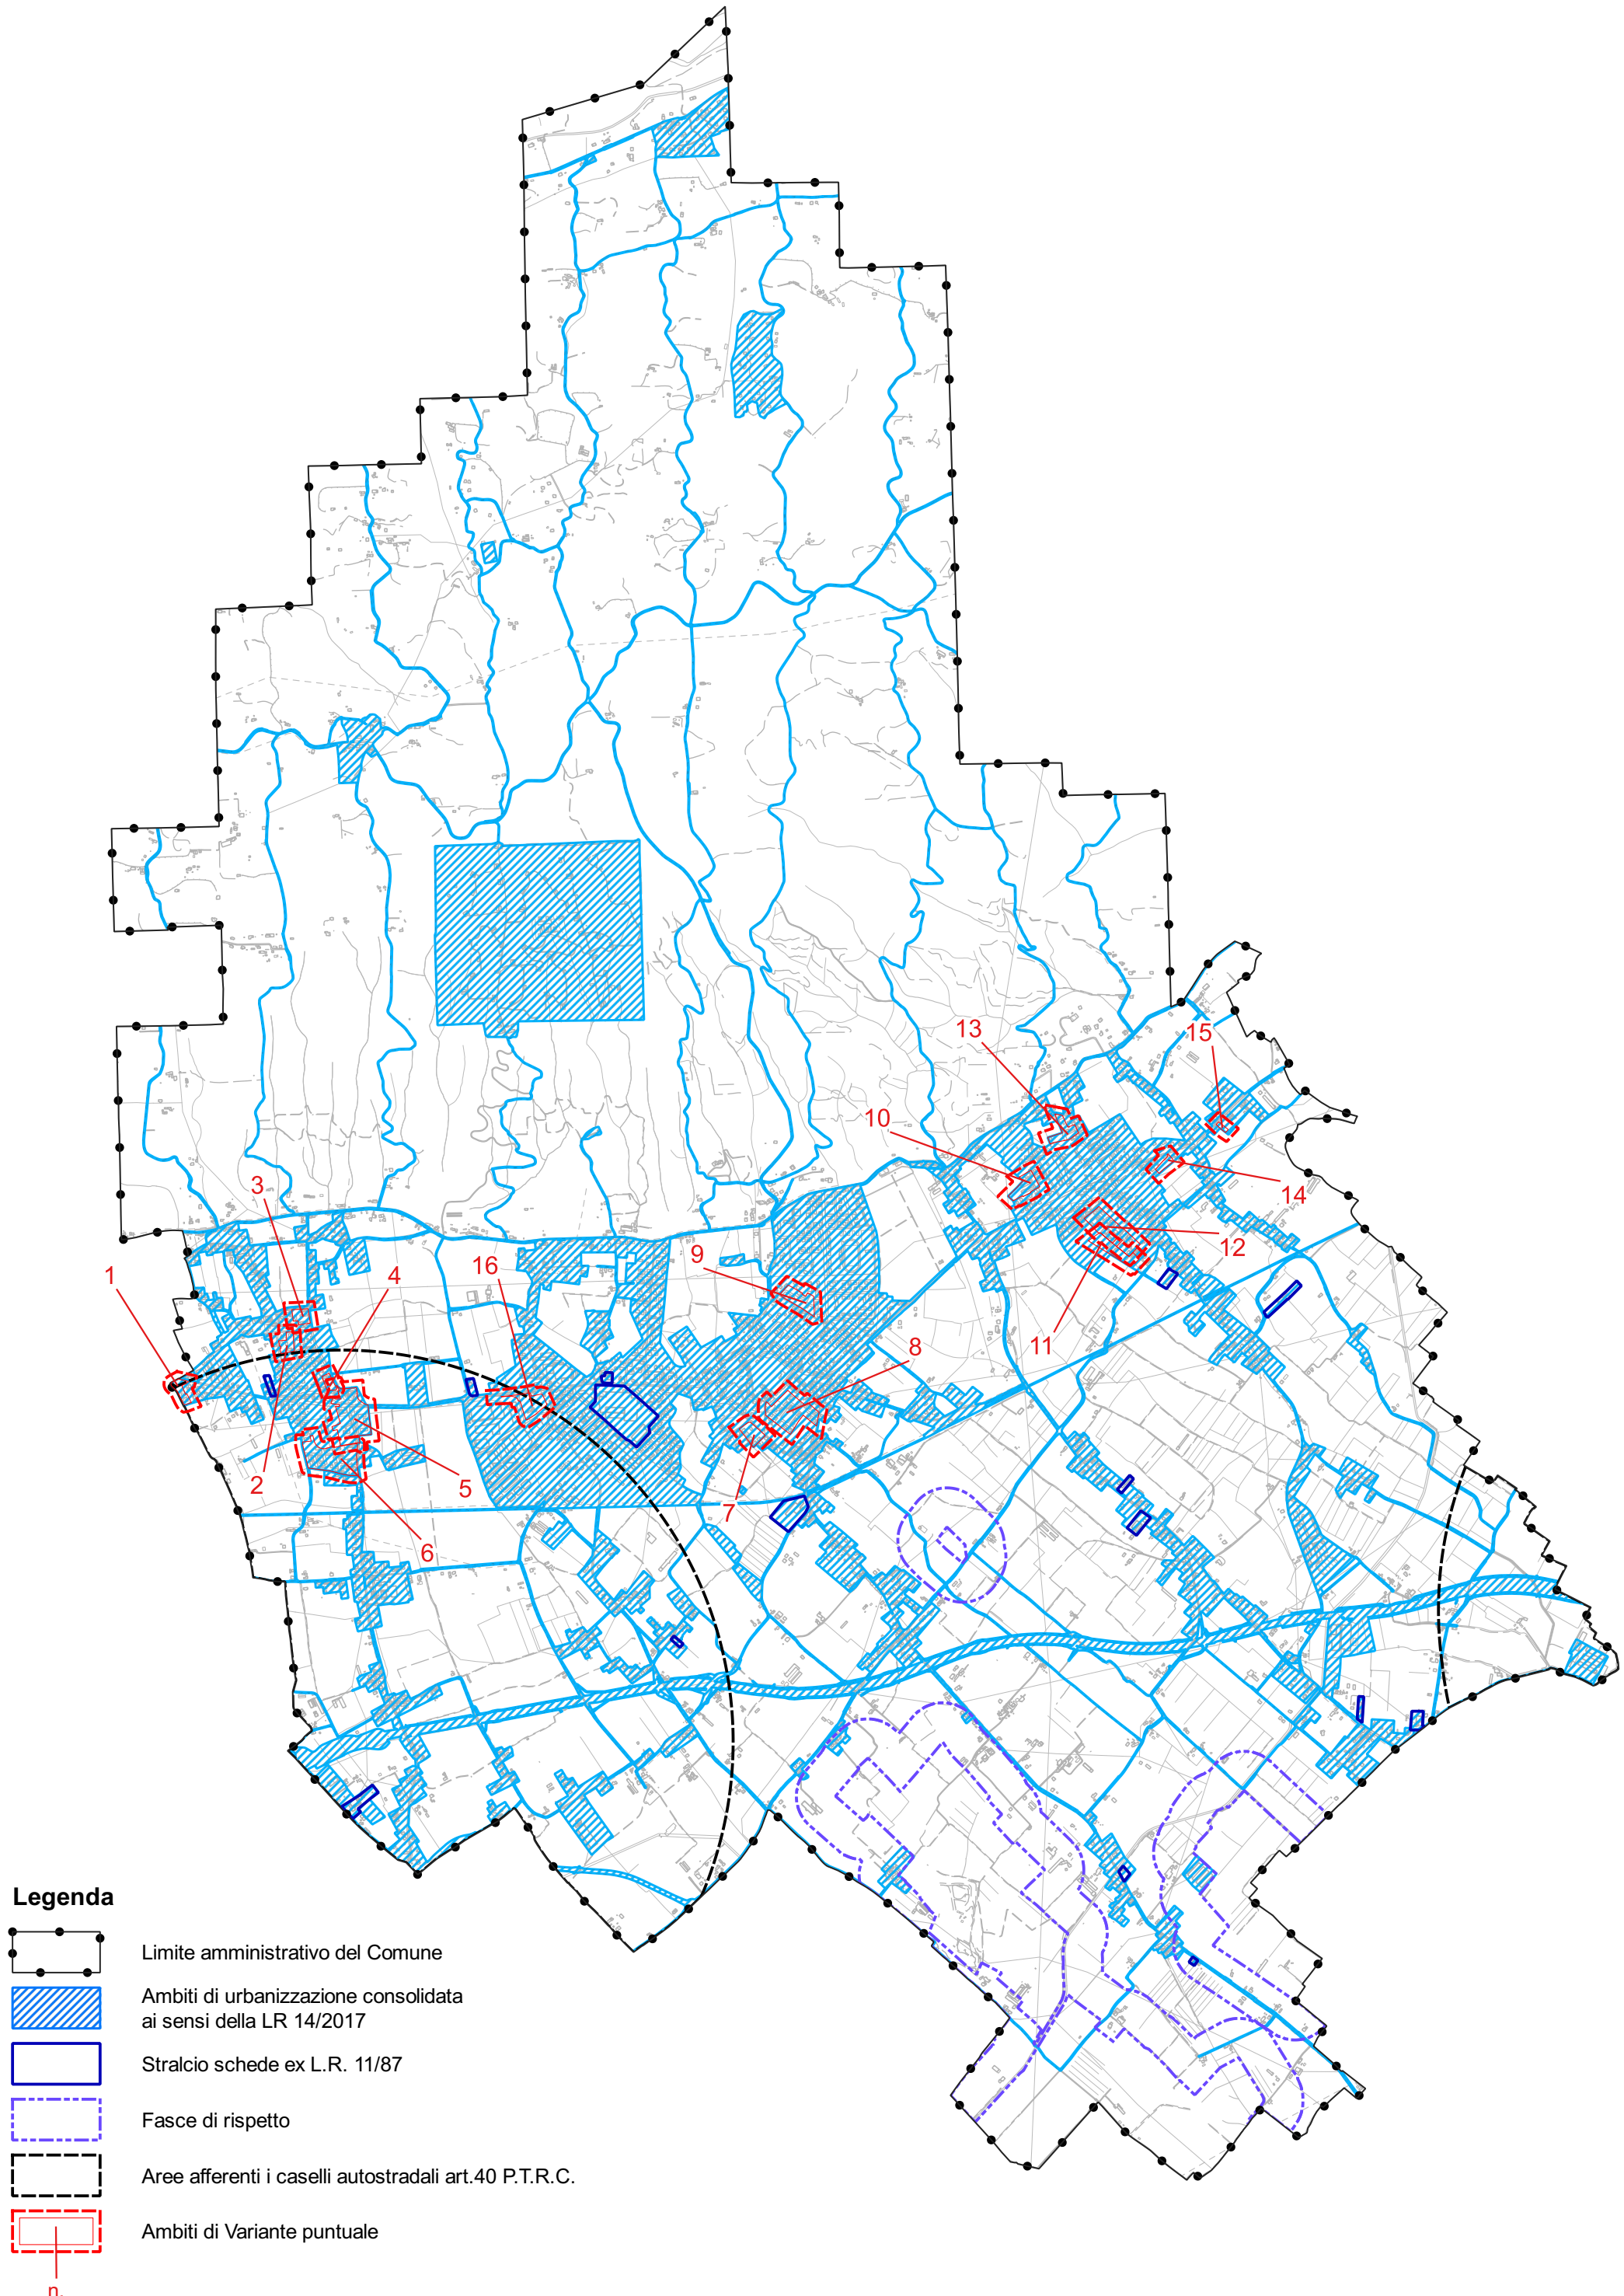 13
15
10
14
3
12
9
16
1
4
11
8
2
5
7
6
Legenda
Limite amministrativo del Comune
Ambiti di urbanizzazione consolidata
ai sensi della LR 14/2017
Stralcio schede ex L.R. 11/87
Fasce di rispetto
Aree afferenti i caselli autostradali art.40 P.T.R.C.
Ambiti di Variante puntuale
n.